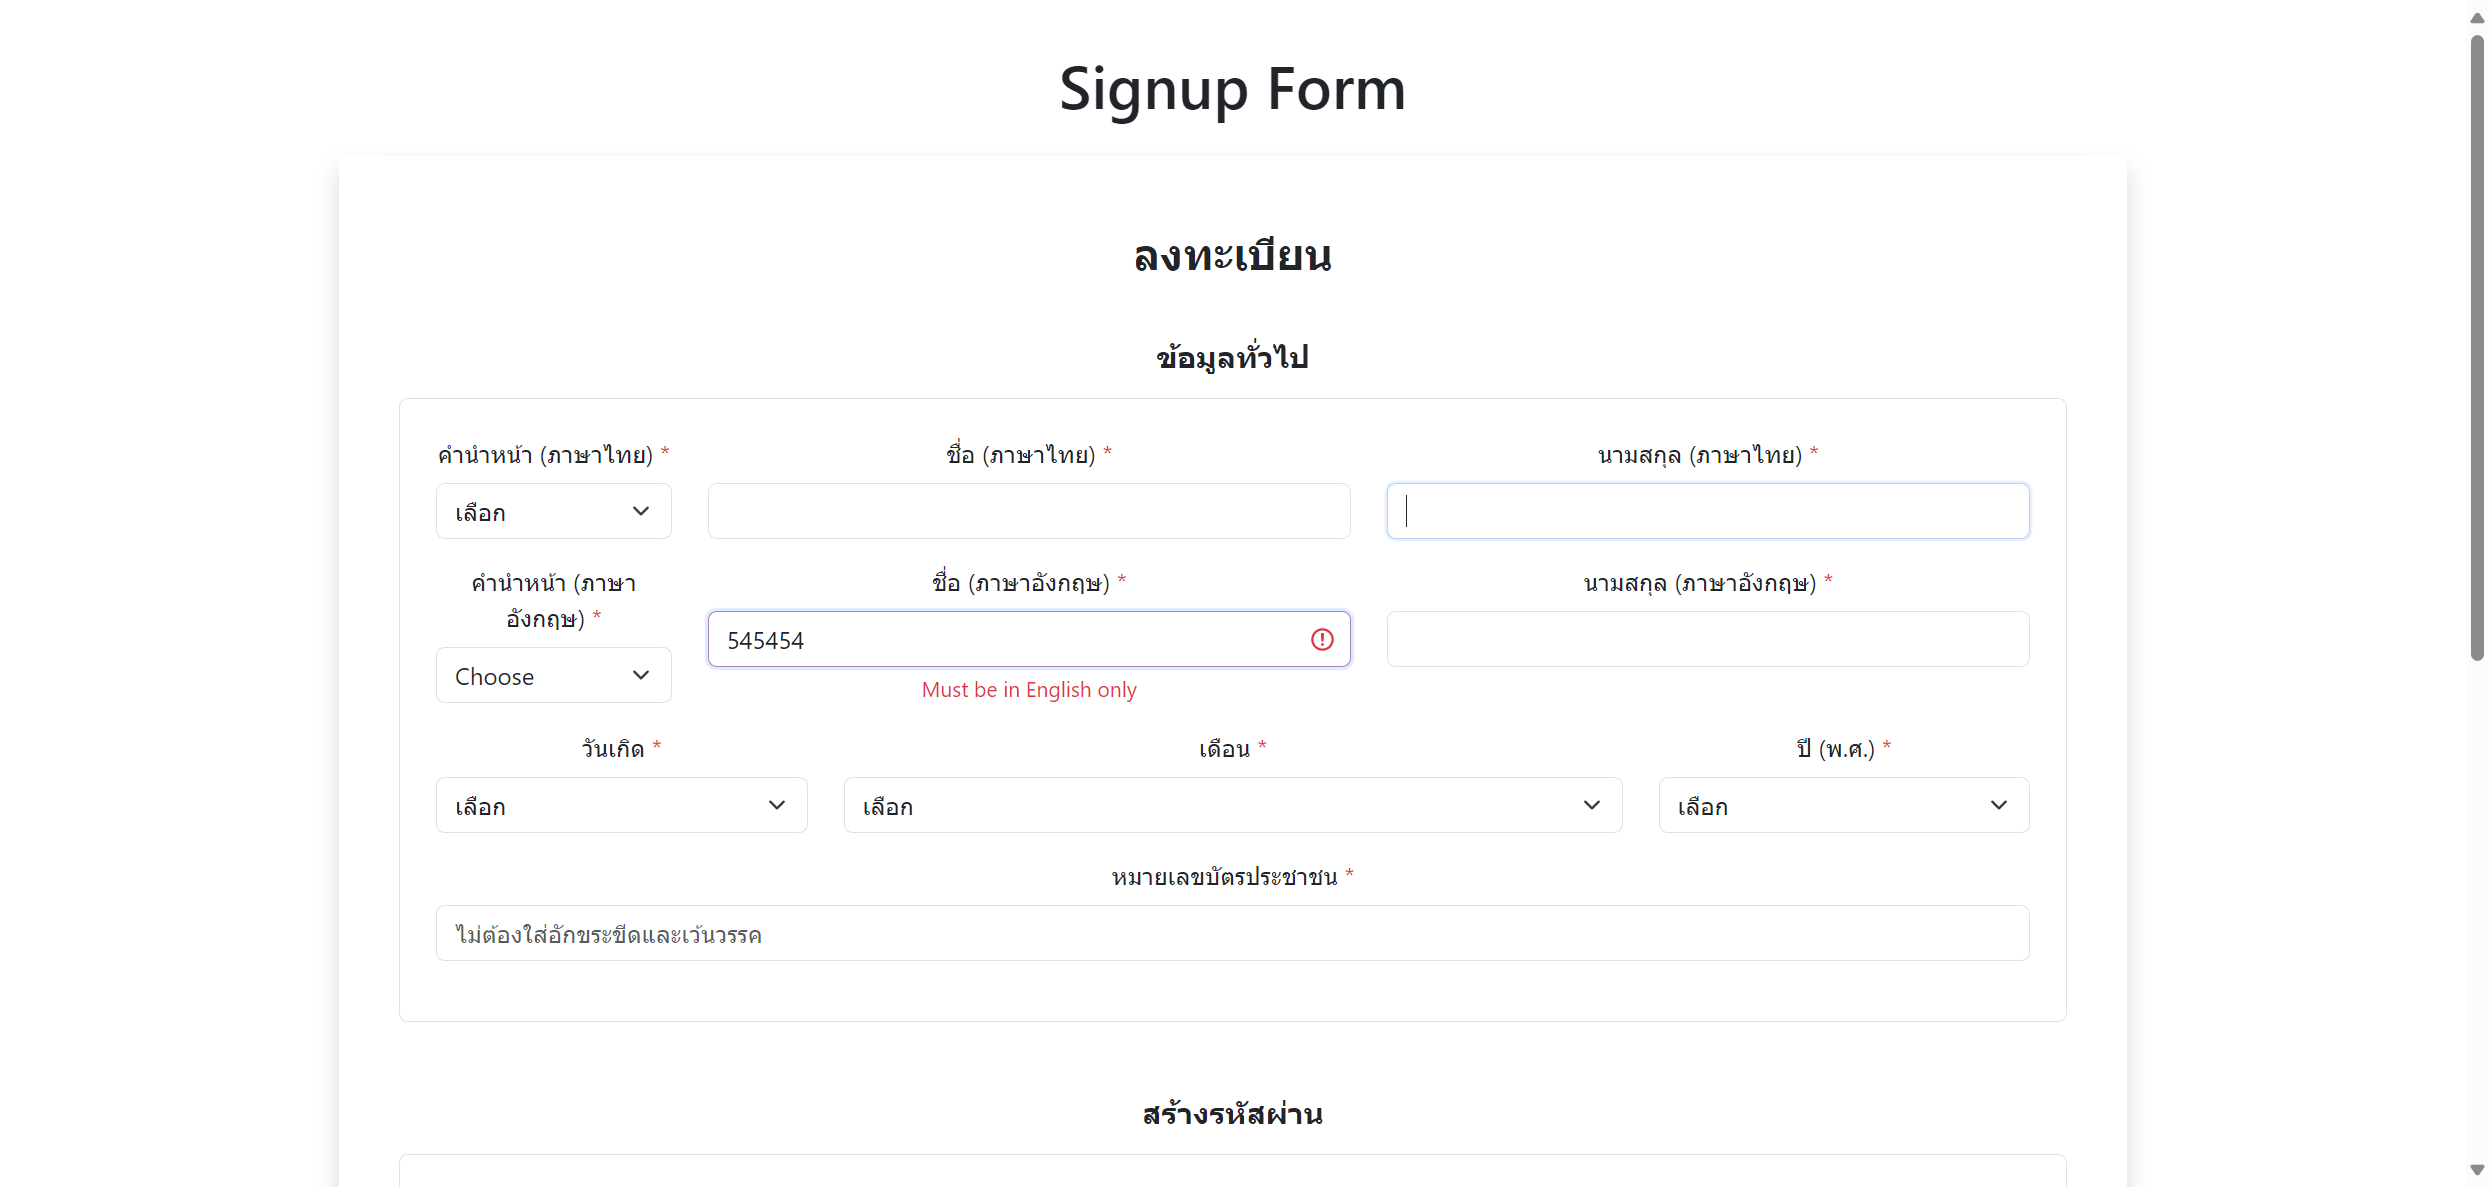 Signup Form
ลงทะเบียน
ข้อมูลทั่วไป
คำนำหน้า (ภาษาไทย) *
ชื่อ (ภาษาไทย) *
นามสกุล (ภาษาไทย) *
เลือก
คำนำหน้า (ภาษา
อังกฤษ) *
ชื่อ (ภาษาอังกฤษ) *
นามสกุล (ภาษาอังกฤษ) *
Choose
545454
Must be in English only
วันเกิด *
เดือน *
ปี (พ.ศ.) *
เลือก
เลือก
เลือก
หมายเลขบัตรประชาชน *
ไม่ต้องใส่อักขระขีดและเว้นวรรค
สร้างรหัสผ่าน